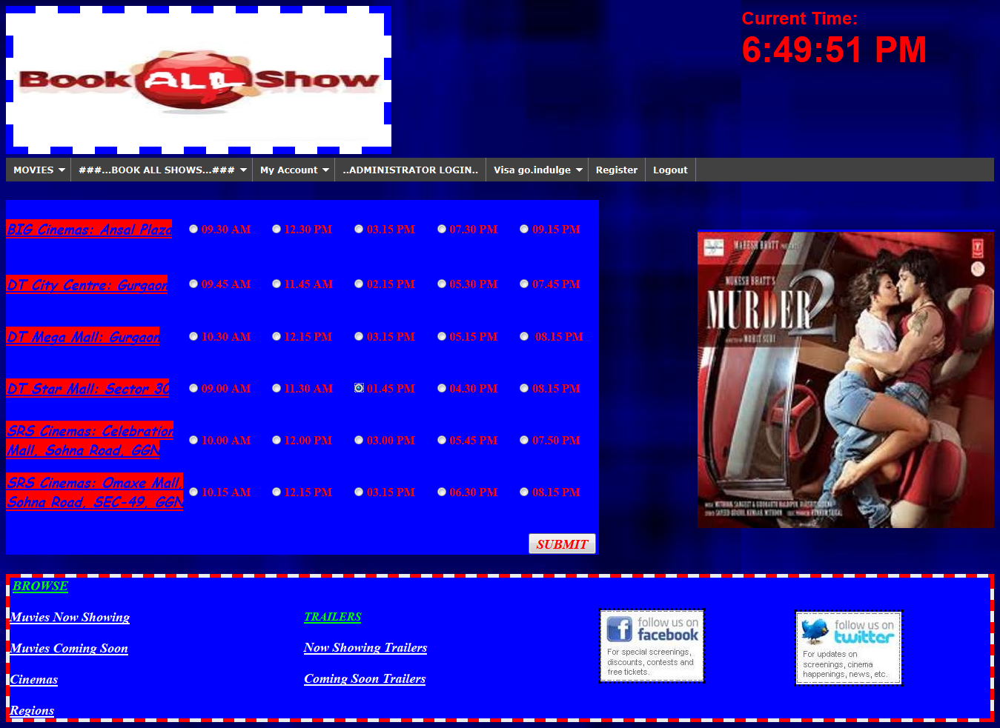 Book ALL Show
Current Time:
6:49:51 PM
MOVIES ###...BOOK ALL SHOWS...### My Account ..ADMINISTRATOR LOGIN.. Visa go.indulge Register Logout
BIG Cinemas: Ansal Plaza 09.30 AM 12.30 PM 03.15 PM 07.30 PM 09.15 PM
DT City Centre: Gurgaon 09.45 AM 11.45 AM 02.15 PM 05.30 PM 07.45 PM
DT Mega Mall: Gurgaon 10.30 AM 12.15 PM 03.15 PM 05.15 PM 08.15 PM
DT Star Mall: Sector 30 09.00 AM 11.30 AM 01.45 PM 04.30 PM 08.15 PM
SRS Cinemas: Celebration
Mall, Sohna Road, GGN 10.00 AM 12.00 PM 03.00 PM 05.45 PM 07.50 PM
SRS Cinemas: Omaxe Mall,
Sohna Road, SEC-49, GGN 10.15 AM 12.15 PM 03.15 PM 06.30 PM 08.15 PM
SUBMIT
MAHESH BHATT PRESENTS
MUKESH BHATT'S
MURDER 2
DIRECTED BY MOHIT SURI
BROWSE
Muvies Now Showing
Muvies Coming Soon
Cinemas
Regions
TRAILERS
Now Showing Trailers
Coming Soon Trailers
follow us on
facebook
For special screenings,
discounts, contests and
free tickets.
follow us on
twitter
For updates on
screenings, cinema
happenings, news, etc.